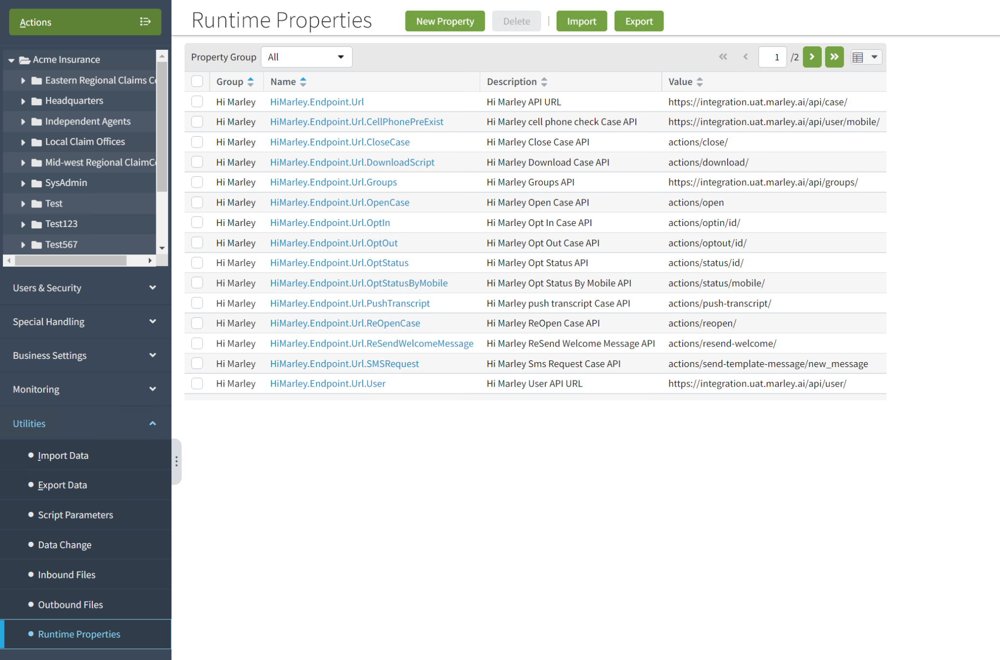 Actions
Acme Insurance
Eastern Regional Claims C
Headquarters
Independent Agents
Local Claim Offices
Mid-west Regional ClaimC
SysAdmin
Test
Test123
Test567
Users & Security
Special Handling
Business Settings
Monitoring
Utilities
Import Data
Export Data
Script Parameters
Data Change
Inbound Files
Outbound Files
Runtime Properties
Runtime Properties New Property Delete | Import Export
Property Group All 1 /2
Group Name Description Value
Hi Marley HiMarley.Endpoint.Url Hi Marley API URL https://integration.uat.marley.ai/api/case/
Hi Marley HiMarley.Endpoint.Url.CellPhonePreExist Hi Marley cell phone check Case API https://integration.uat.marley.ai/api/user/mobile/
Hi Marley HiMarley.Endpoint.Url.CloseCase Hi Marley Close Case API actions/close/
Hi Marley HiMarley.Endpoint.Url.DownloadScript Hi Marley Download Case API actions/download/
Hi Marley HiMarley.Endpoint.Url.Groups Hi Marley Groups API https://integration.uat.marley.ai/api/groups/
Hi Marley HiMarley.Endpoint.Url.OpenCase Hi Marley Open Case API actions/open
Hi Marley HiMarley.Endpoint.Url.OptIn Hi Marley Opt In Case API actions/optin/id/
Hi Marley HiMarley.Endpoint.Url.OptOut Hi Marley Opt Out Case API actions/optout/id/
Hi Marley HiMarley.Endpoint.Url.OptStatus Hi Marley Opt Status API actions/status/id/
Hi Marley HiMarley.Endpoint.Url.OptStatusByMobile Hi Marley Opt Status By Mobile API actions/status/mobile/
Hi Marley HiMarley.Endpoint.Url.PushTranscript Hi Marley push transcript Case API actions/push-transcript/
Hi Marley HiMarley.Endpoint.Url.ReOpenCase Hi Marley ReOpen Case API actions/reopen/
Hi Marley HiMarley.Endpoint.Url.ReSendWelcomeMessage Hi Marley ReSend Welcome Message API actions/resend-welcome/
Hi Marley HiMarley.Endpoint.Url.SMSRequest Hi Marley Sms Request Case API actions/send-template-message/new_message
Hi Marley HiMarley.Endpoint.Url.User Hi Marley User API URL https://integration.uat.marley.ai/api/user/